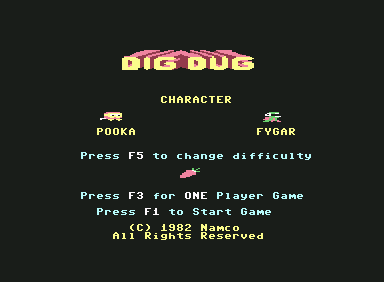 DIG DUG
CHARACTER
POOKA FYGAR
Press F5 to change difficulty
Press F3 for ONE Player Game
Press F1 to Start Game
(C) 1982 Namco
All Rights Reserved